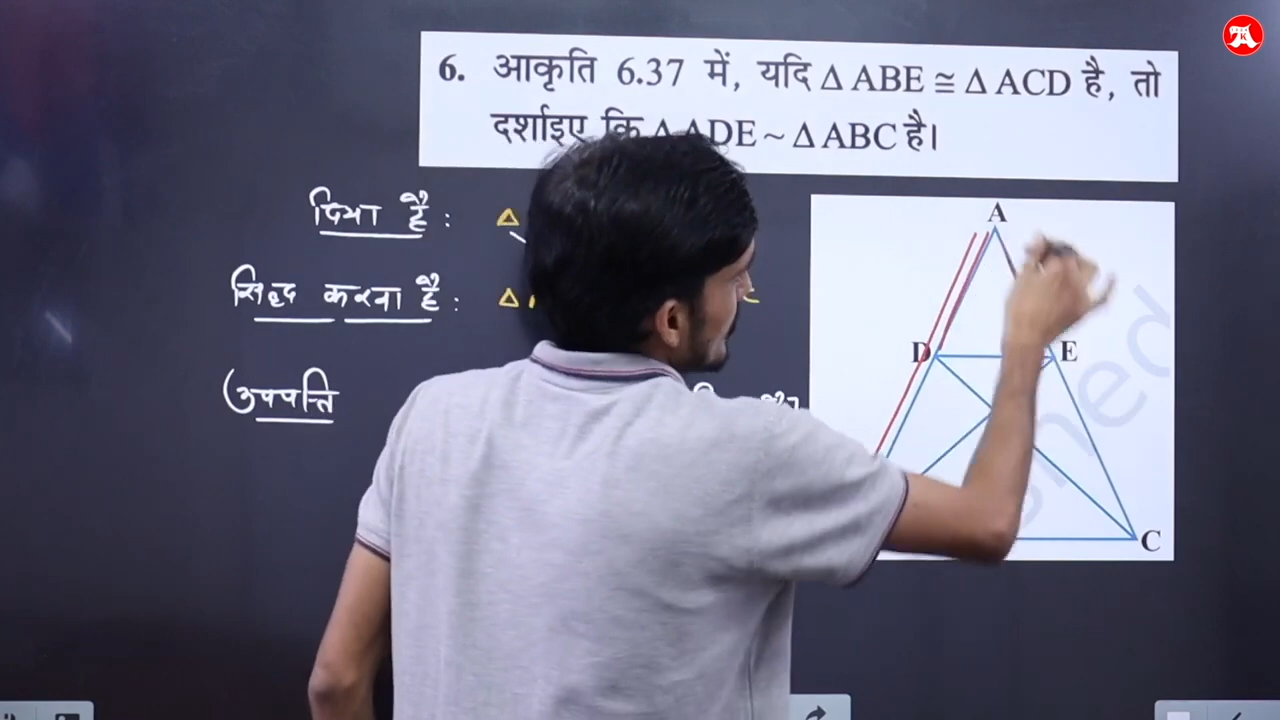 6. आकृति 6.37 में, यदि Δ ABE ≅ Δ ACD है, तो
दर्शाइए कि Δ ADE ~ Δ ABC है।
दिया है : Δ
सिद्ध करना है : Δ
उपपत्ति
A
D
E
C